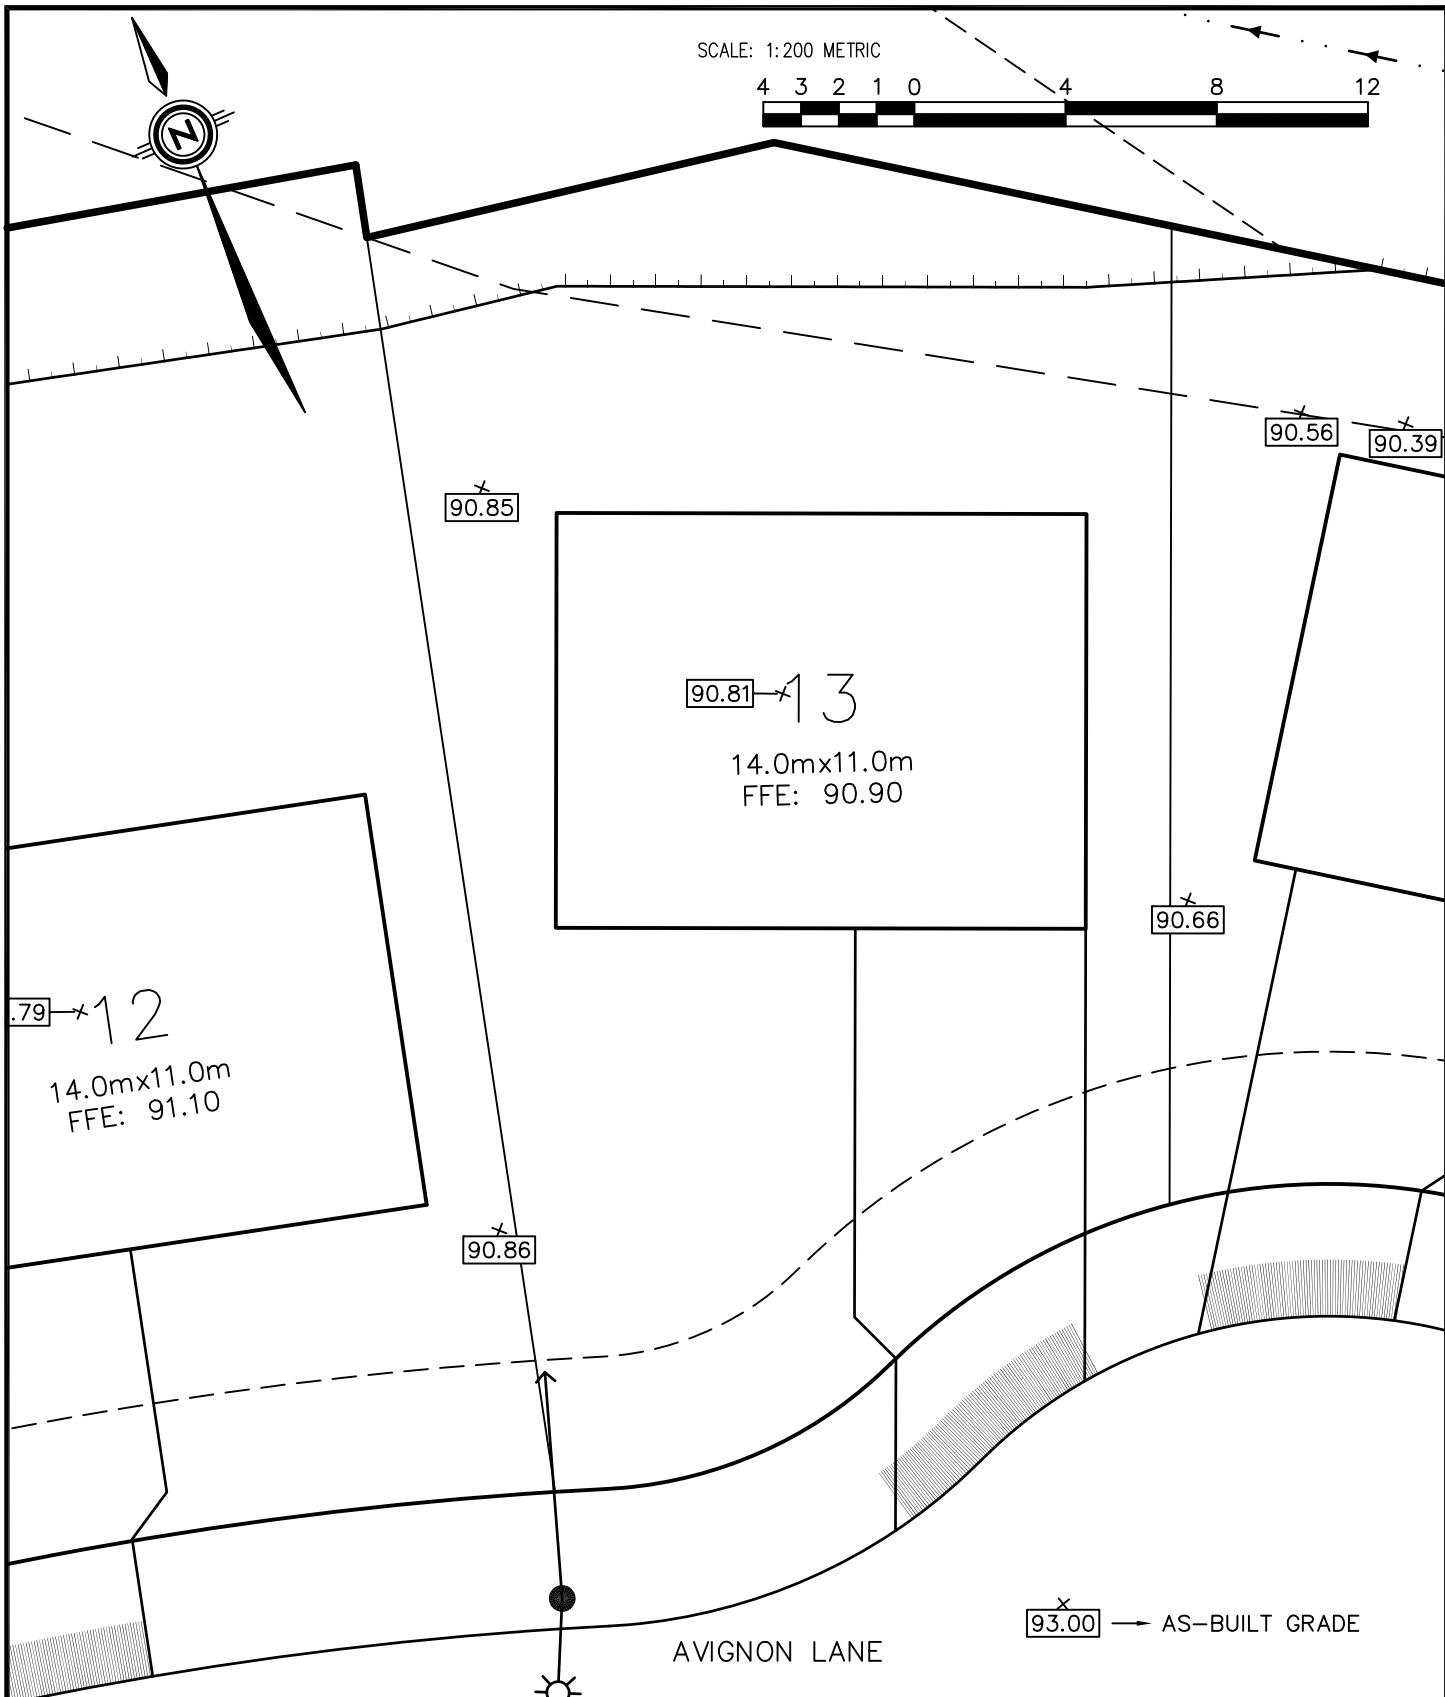 SCALE: 1:200 METRIC
4 3 2 1 0 4 8 12
N
90.56
90.39
90.85
90.81
13
14.0mx11.0m
FFE: 90.90
90.66
.79
12
14.0mx11.0m
FFE: 91.10
90.86
93.00 AS-BUILT GRADE
AVIGNON LANE